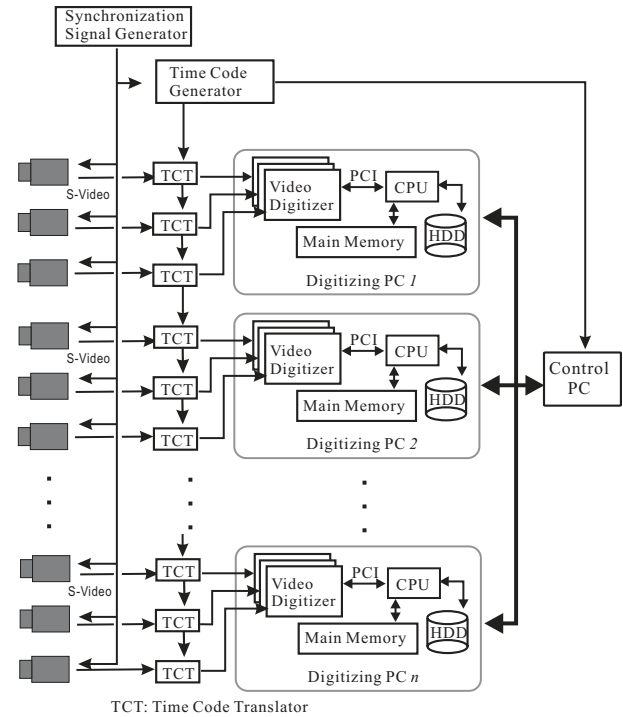 Synchronization
Signal Generator
Time Code
Generator
TCT
S-Video
TCT
TCT
Video
Digitizer
PCI
CPU
Main Memory
HDD
Digitizing PC 1
TCT
S-Video
TCT
TCT
Video
Digitizer
PCI
CPU
Main Memory
HDD
Digitizing PC 2
Control
PC
TCT
S-Video
TCT
TCT
Video
Digitizer
PCI
CPU
Main Memory
HDD
Digitizing PC n
TCT: Time Code Translator